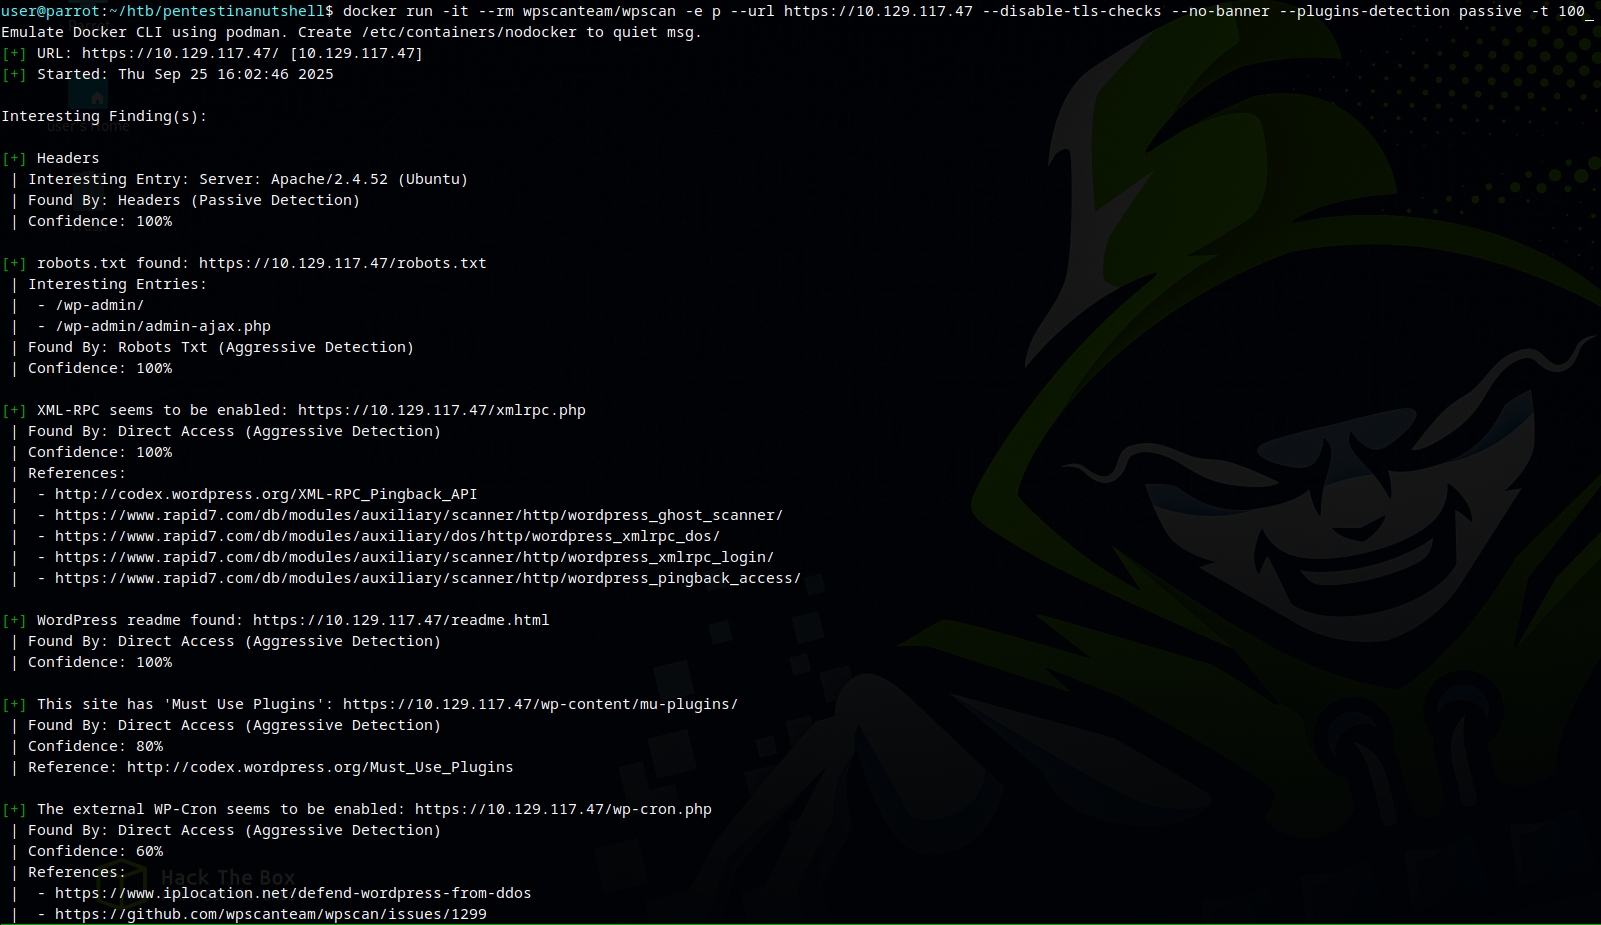 user@parrot:~/htb/pentestinanutshell$ docker run -it --rm wpscanteam/wpscan -e p --url https://10.129.117.47 --disable-tls-checks --no-banner --plugins-detection passive -t 100_
Emulate Docker CLI using podman. Create /etc/containers/nodocker to quiet msg.
[+] URL: https://10.129.117.47/ [10.129.117.47]
[+] Started: Thu Sep 25 16:02:46 2025
Interesting Finding(s):
user's Home
[+] Headers
| Interesting Entry: Server: Apache/2.4.52 (Ubuntu)
| Found By: Headers (Passive Detection)
| Confidence: 100%
[+] robots.txt found: https://10.129.117.47/robots.txt
| Interesting Entries:
|  - /wp-admin/
|  - /wp-admin/admin-ajax.php
| Found By: Robots Txt (Aggressive Detection)
| Confidence: 100%
[+] XML-RPC seems to be enabled: https://10.129.117.47/xmlrpc.php
| Found By: Direct Access (Aggressive Detection)
| Confidence: 100%
| References:
|  - http://codex.wordpress.org/XML-RPC_Pingback_API
|  - https://www.rapid7.com/db/modules/auxiliary/scanner/http/wordpress_ghost_scanner/
|  - https://www.rapid7.com/db/modules/auxiliary/dos/http/wordpress_xmlrpc_dos/
|  - https://www.rapid7.com/db/modules/auxiliary/scanner/http/wordpress_xmlrpc_login/
|  - https://www.rapid7.com/db/modules/auxiliary/scanner/http/wordpress_pingback_access/
[+] WordPress readme found: https://10.129.117.47/readme.html
| Found By: Direct Access (Aggressive Detection)
| Confidence: 100%
[+] This site has 'Must Use Plugins': https://10.129.117.47/wp-content/mu-plugins/
| Found By: Direct Access (Aggressive Detection)
| Confidence: 80%
| Reference: http://codex.wordpress.org/Must_Use_Plugins
[+] The external WP-Cron seems to be enabled: https://10.129.117.47/wp-cron.php
| Found By: Direct Access (Aggressive Detection)
| Confidence: 60%
| References:
Hack The Box
|  - https://www.iplocation.net/defend-wordpress-from-ddos
|  - https://github.com/wpscanteam/wpscan/issues/1299